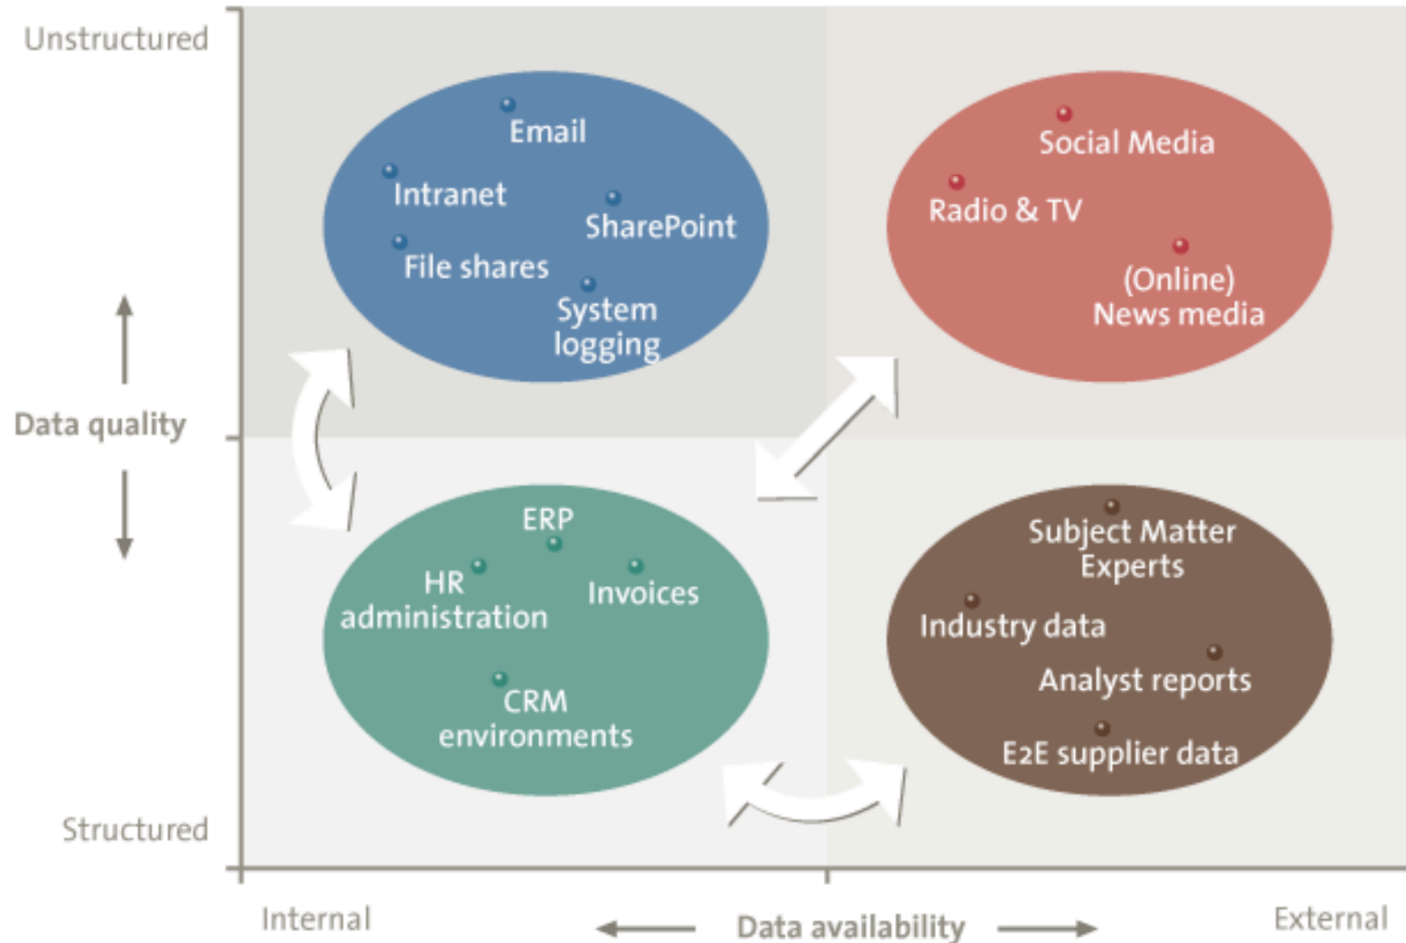 Unstructured
Email
Intranet
SharePoint
File shares
System
logging
Social Media
Radio & TV
(Online)
News media
Data quality
ERP
HR
administration
Invoices
CRM
environments
Subject Matter
Experts
Industry data
Analyst reports
E2E supplier data
Structured
Internal
Data availability
External